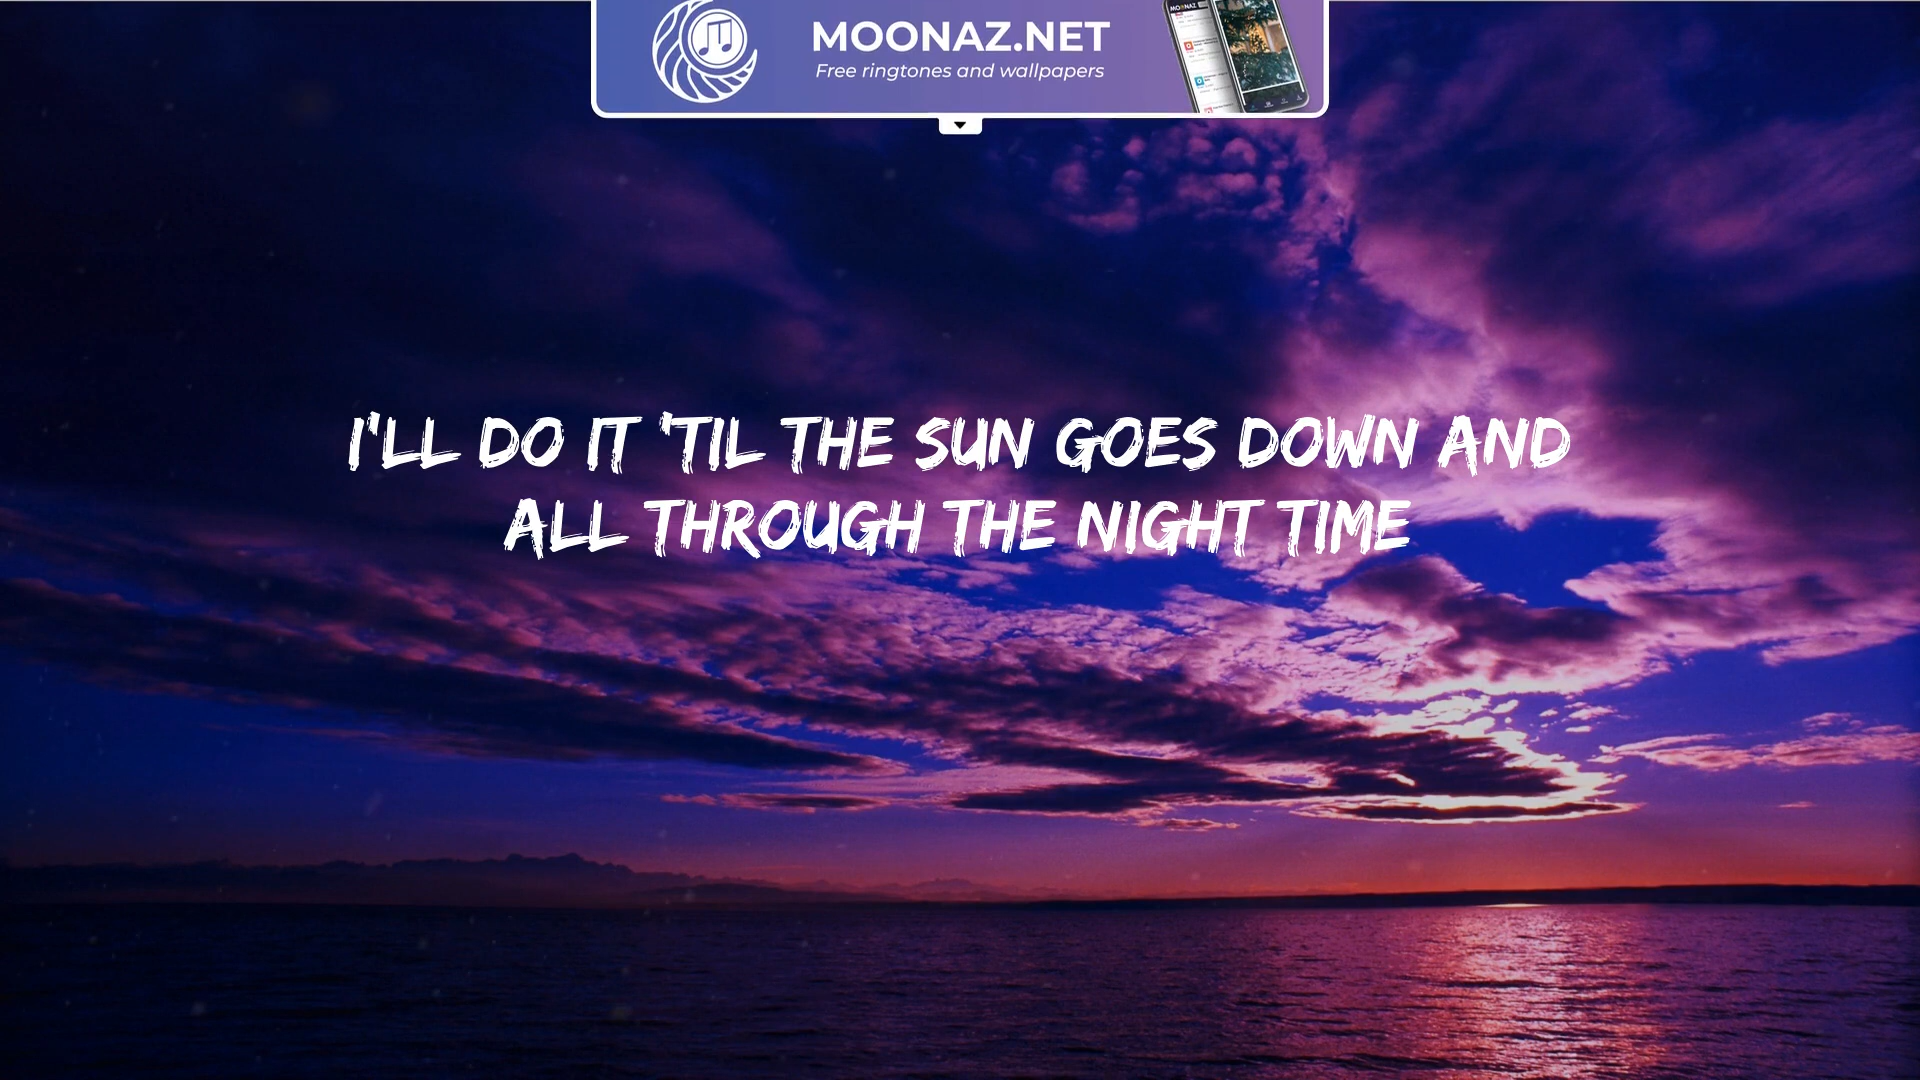 MOONAZ.NET
Free ringtones and wallpapers
I'LL DO IT 'TIL THE SUN GOES DOWN AND
ALL THROUGH THE NIGHT TIME